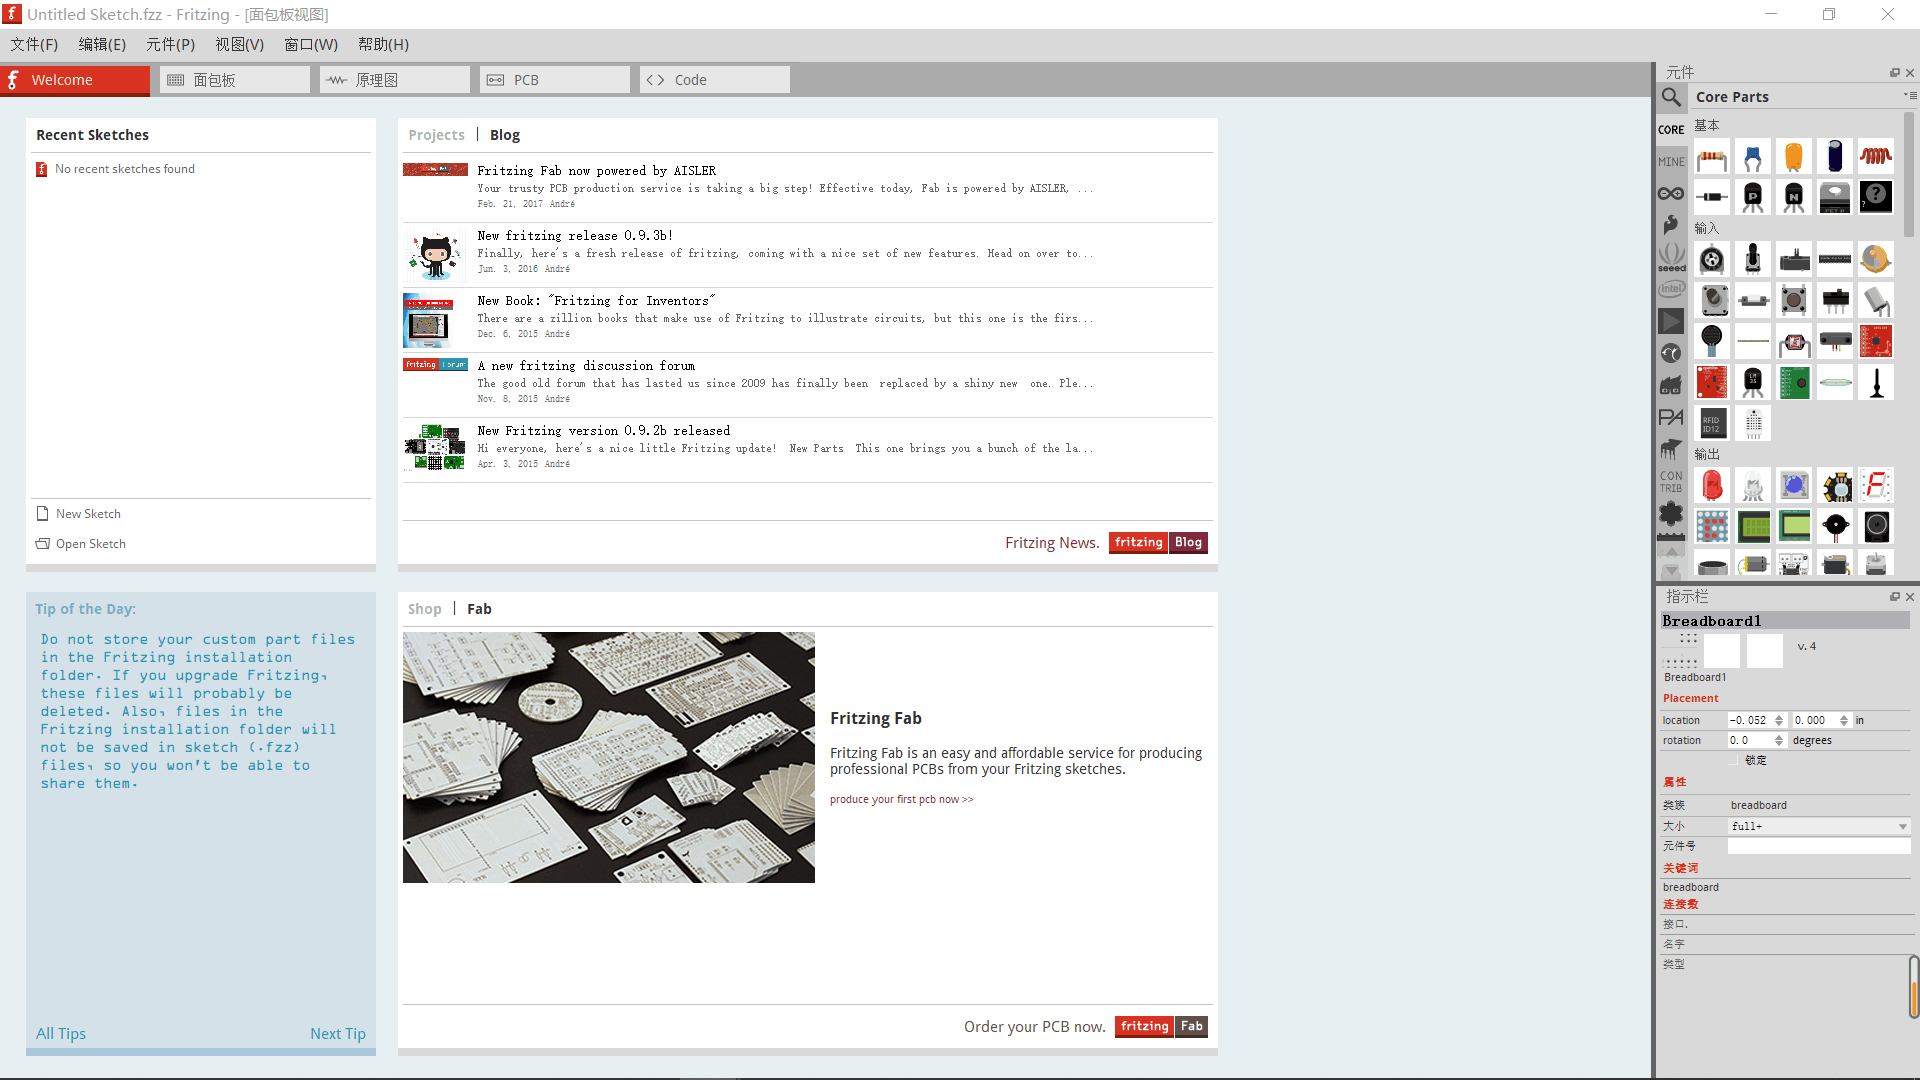 Untitled Sketch.fzz - Fritzing - [面包板视图]
文件(F) 编辑(E) 元件(P) 视图(V) 窗口(W) 帮助(H)
Welcome 面包板 原理图 PCB Code
Recent Sketches
No recent sketches found
New Sketch
Open Sketch
Projects | Blog
Fritzing Fab now powered by AISLER
Your trusty PCB production service is taking a big step! Effective today, Fab is powered by AISLER, ...
Feb. 21, 2017 André
New fritzing release 0.9.3b!
Finally, here's a fresh release of fritzing, coming with a nice set of new features. Head on over to...
Jun. 3, 2016 André
New Book: "Fritzing for Inventors"
There are a zillion books that make use of Fritzing to illustrate circuits, but this one is the firs...
Dec. 6, 2015 André
fritzing Forum
A new fritzing discussion forum
The good old forum that has lasted us since 2009 has finally been replaced by a shiny new one. Ple...
Nov. 8, 2015 André
New Fritzing version 0.9.2b released
Hi everyone, here's a nice little Fritzing update! New Parts This one brings you a bunch of the la...
Apr. 3, 2015 André
Fritzing News. fritzing Blog
Tip of the Day:
Do not store your custom part files
in the Fritzing installation
folder. If you upgrade Fritzing,
these files will probably be
deleted. Also, files in the
Fritzing installation folder will
not be saved in sketch (.fzz)
files, so you won't be able to
share them.
All Tips Next Tip
Shop | Fab
Fritzing Fab
Fritzing Fab is an easy and affordable service for producing
professional PCBs from your Fritzing sketches.
produce your first pcb now >>
Order your PCB now. fritzing Fab
元件
Core Parts
CORE
MINE
seeed
intel
PA
CON
TRIB
基本
P
N
?
输入
LM
35
RFID
ID12
输出
指示栏
Breadboard1
v. 4
Breadboard1
Placement
location -0.052 0.000 in
rotation 0.0 degrees
锁定
属性
类族 breadboard
大小 full+
元件号
关键词
breadboard
连接数
接口.
名字
类型